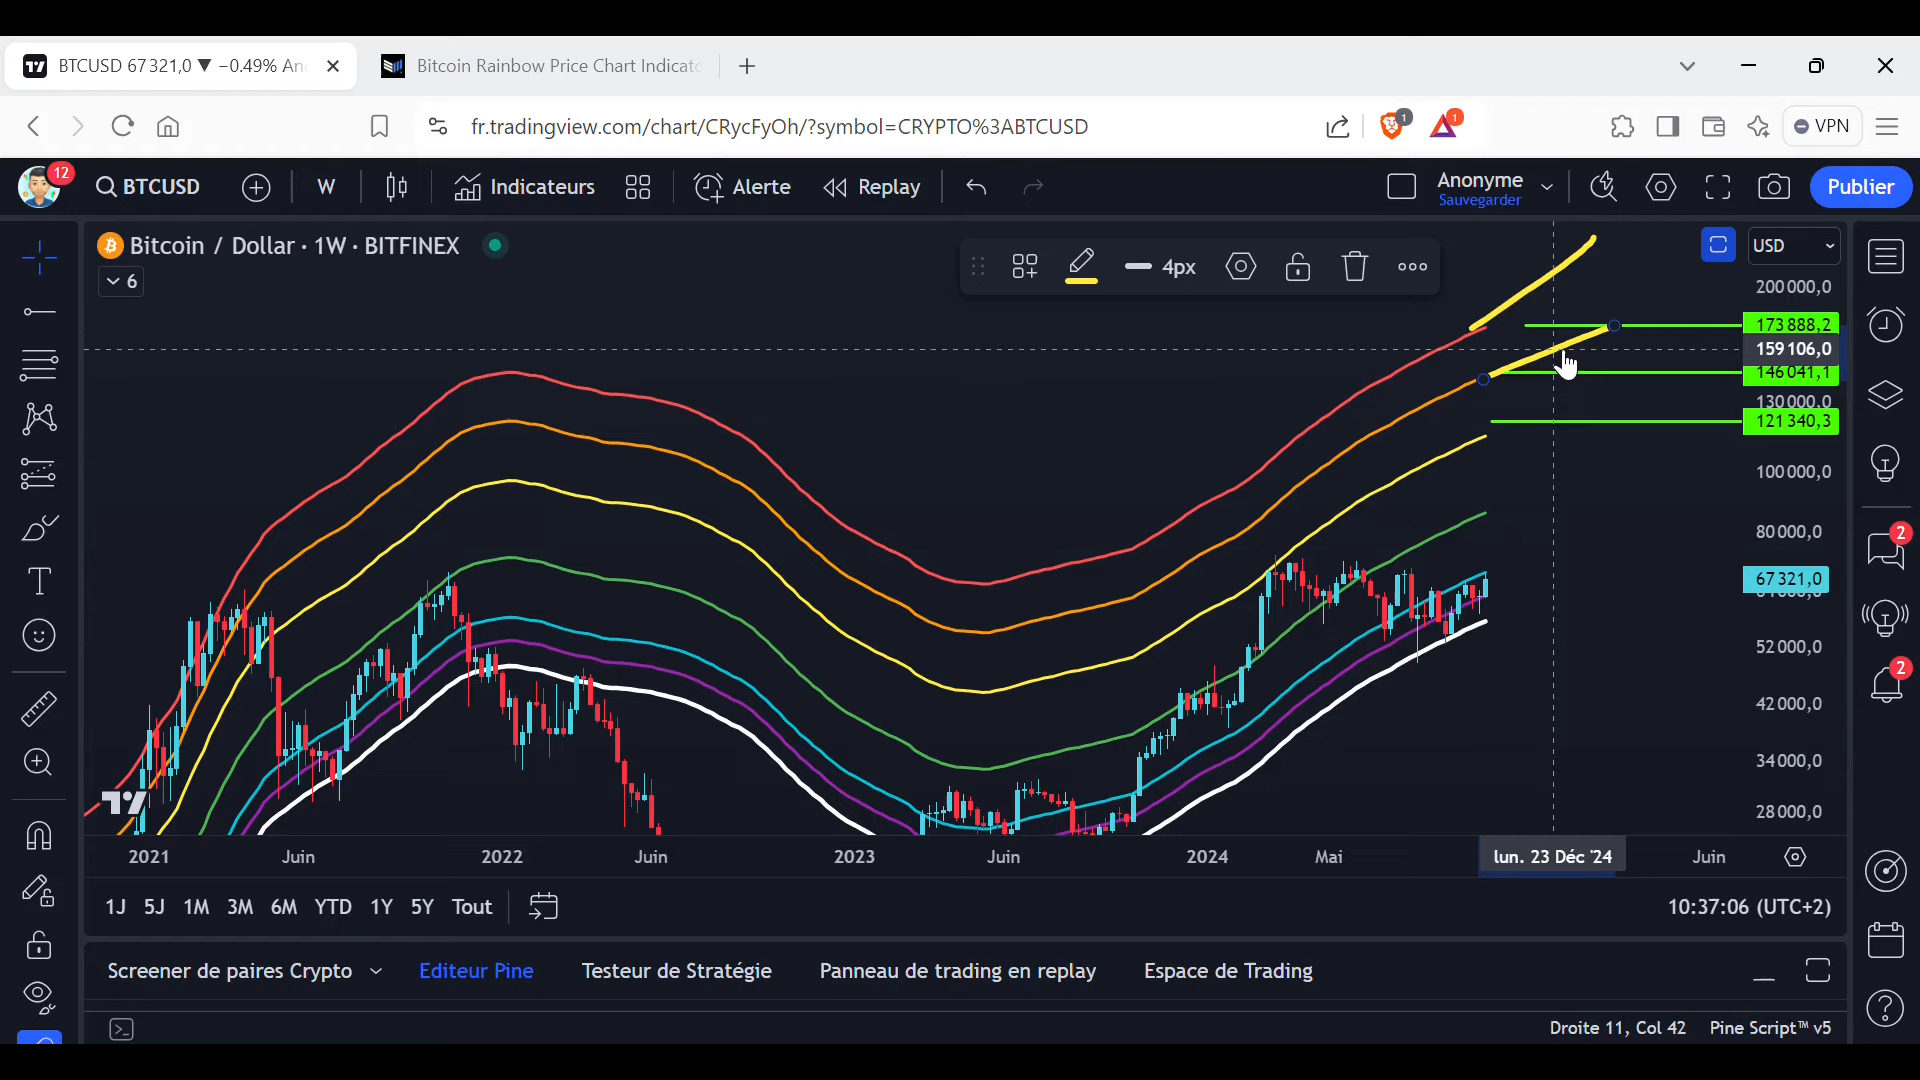 BTCUSD 67 321,0 ▼ −0.49% An
Bitcoin Rainbow Price Chart Indicat
fr.tradingview.com/chart/CRycFyOh/?symbol=CRYPTO%3ABTCUSD
1
1
VPN
12
BTCUSD
W
Indicateurs
Alerte
Replay
Anonyme
Sauvegarder
Publier
Bitcoin / Dollar · 1W · BITFINEX
6
4px
USD
200 000,0
173 888,2
159 106,0
146 041,1
130 000,0
121 340,3
100 000,0
80 000,0
67 321,0
52 000,0
42 000,0
34 000,0
28 000,0
2
2
2021
Juin
2022
Juin
2023
Juin
2024
Mai
lun. 23 Déc '24
Juin
1J 5J 1M 3M 6M YTD 1Y 5Y Tout
10:37:06 (UTC+2)
Screener de paires Crypto
Editeur Pine
Testeur de Stratégie
Panneau de trading en replay
Espace de Trading
Droite 11, Col 42
Pine Script™ v5